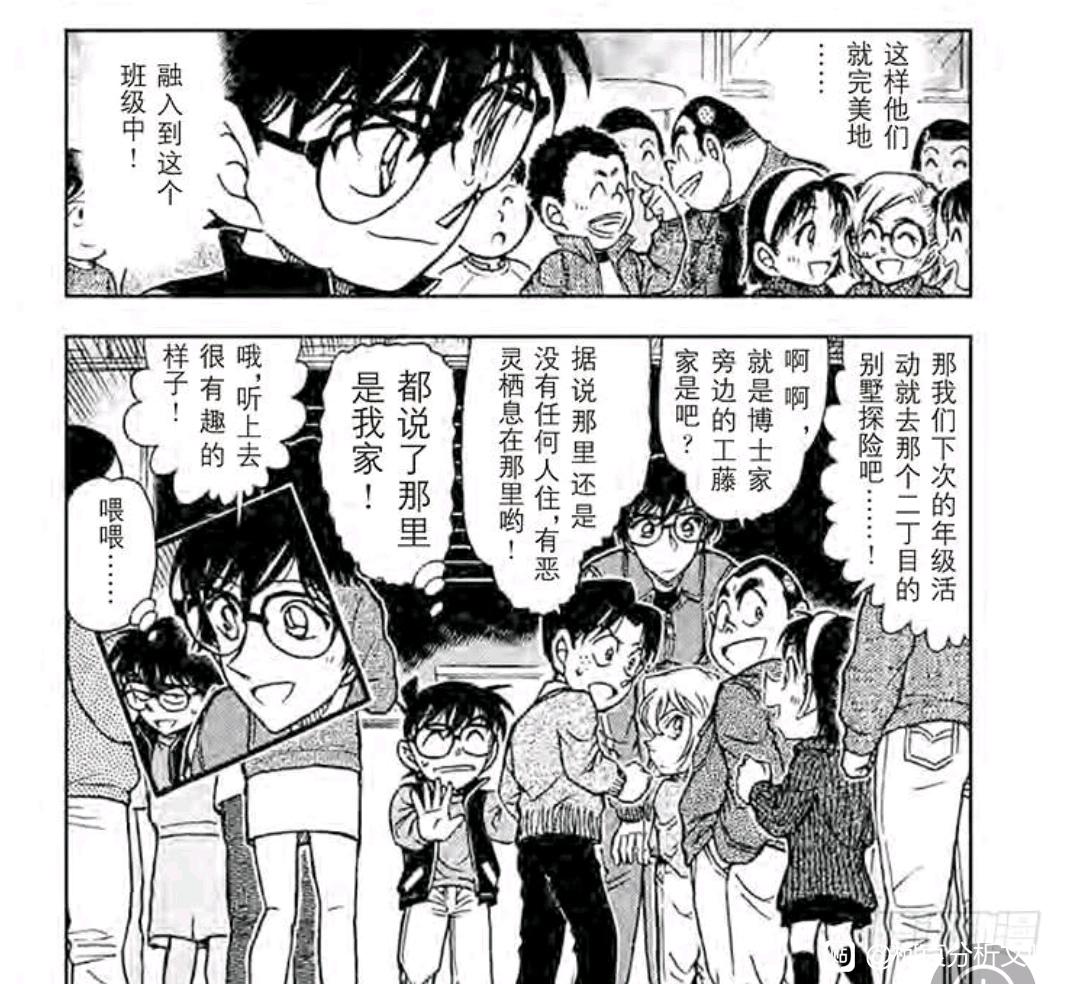 这样他们
就完美地
……
融入到这个
班级中！
那我们下次的年级活
动就去那个二丁目的
别墅探险吧……！
啊啊，
就是博士家
旁边的工藤
家是吧？
据说那里还是
没有任何人住，有恶
灵栖息在那里哟！
都说了那里
是我家！
哦，听上去
很有趣的
样子！
喂喂……